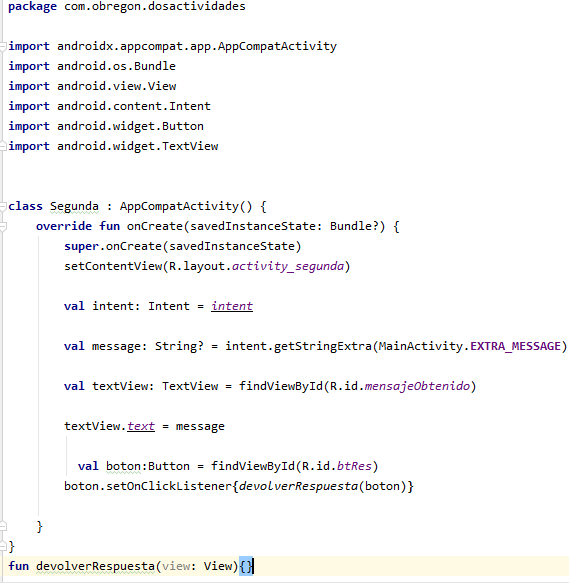 package com.obregon.dosactividades
import androidx.appcompat.app.AppCompatActivity
import android.os.Bundle
import android.view.View
import android.content.Intent
import android.widget.Button
import android.widget.TextView
class Segunda : AppCompatActivity() {
override fun onCreate(savedInstanceState: Bundle?) {
super.onCreate(savedInstanceState)
setContentView(R.layout.activity_segunda)
val intent: Intent = intent
val message: String? = intent.getStringExtra(MainActivity.EXTRA_MESSAGE)
val textView: TextView = findViewById(R.id.mensajeObtenido)
textView.text = message
val boton:Button = findViewById(R.id.btRes)
boton.setOnClickListener{devolverRespuesta(boton)}
}
}
fun devolverRespuesta(view: View){}